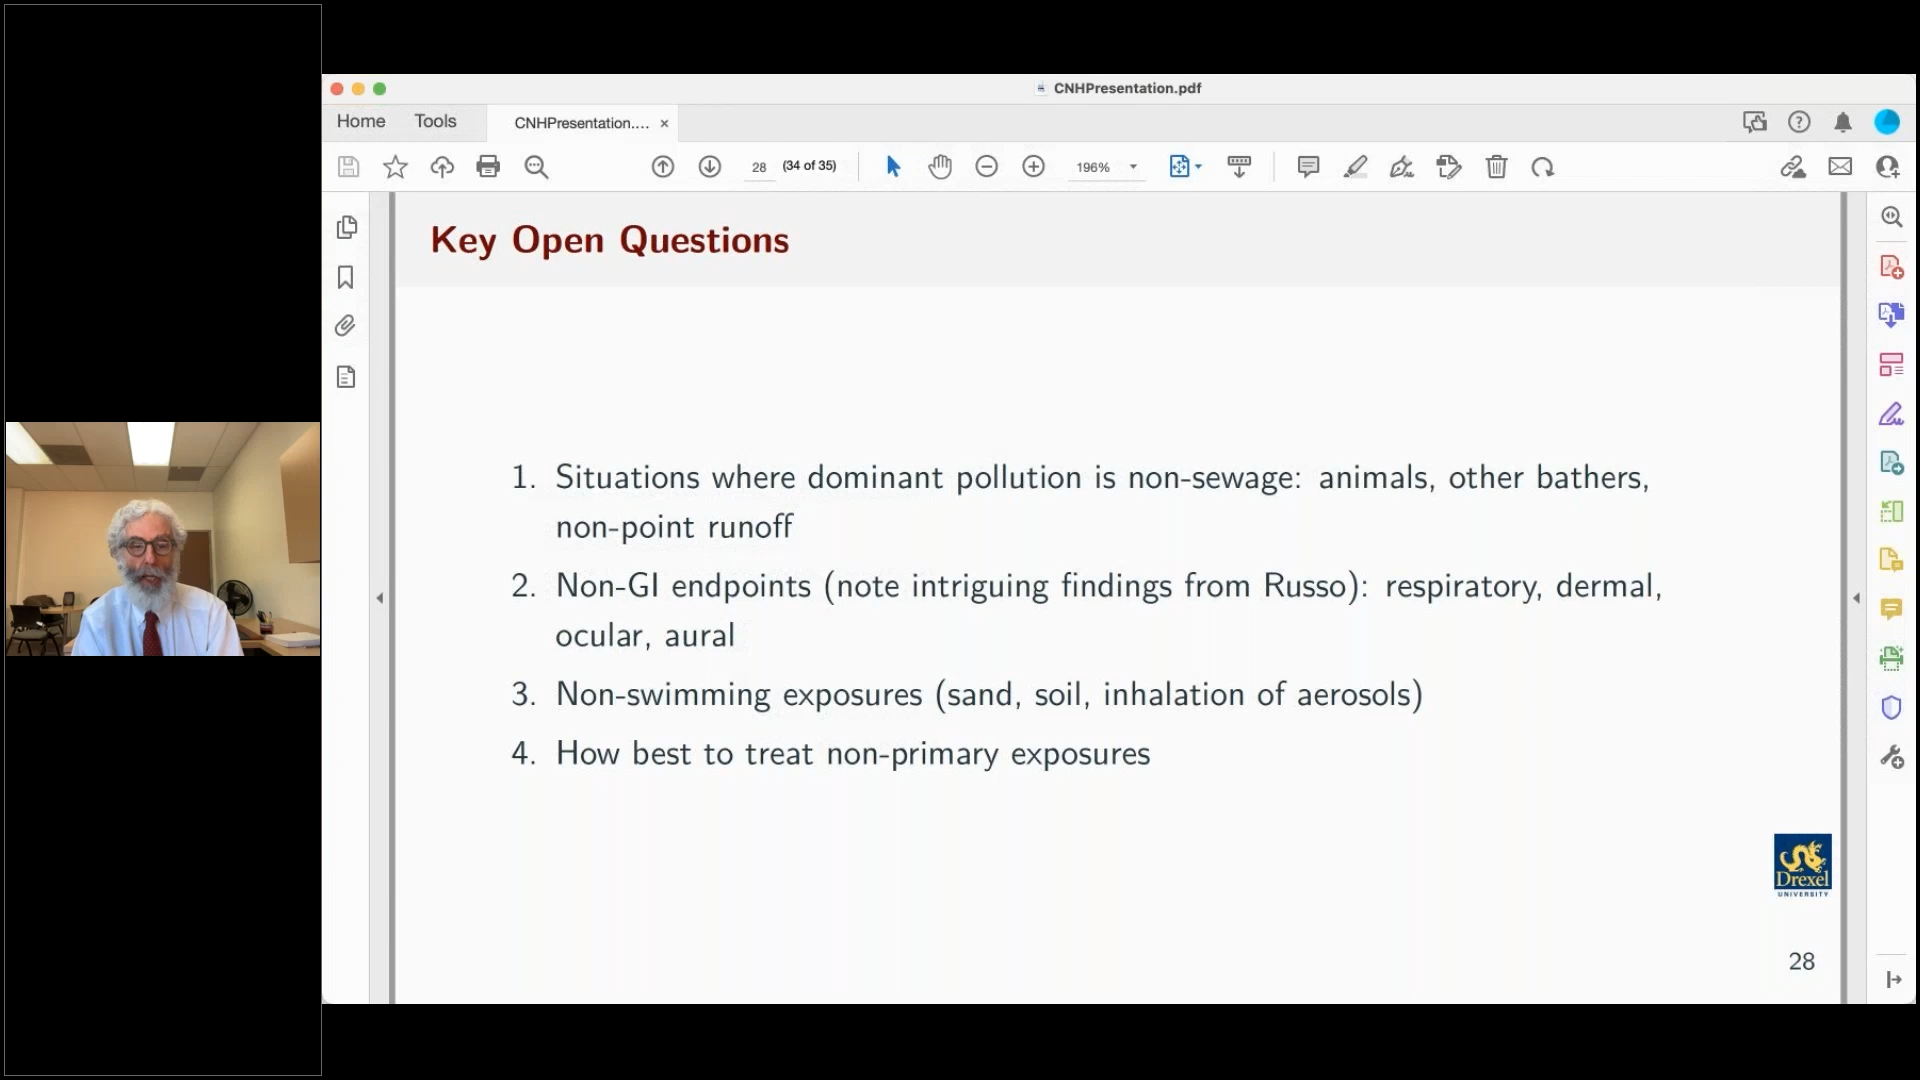 CNHPresentation.pdf
Home
Tools
CNHPresentation....
28
(34 of 35)
196%
Key Open Questions
1. Situations where dominant pollution is non-sewage: animals, other bathers,
non-point runoff
2. Non-GI endpoints (note intriguing findings from Russo): respiratory, dermal,
ocular, aural
3. Non-swimming exposures (sand, soil, inhalation of aerosols)
4. How best to treat non-primary exposures
Drexel
UNIVERSITY
28